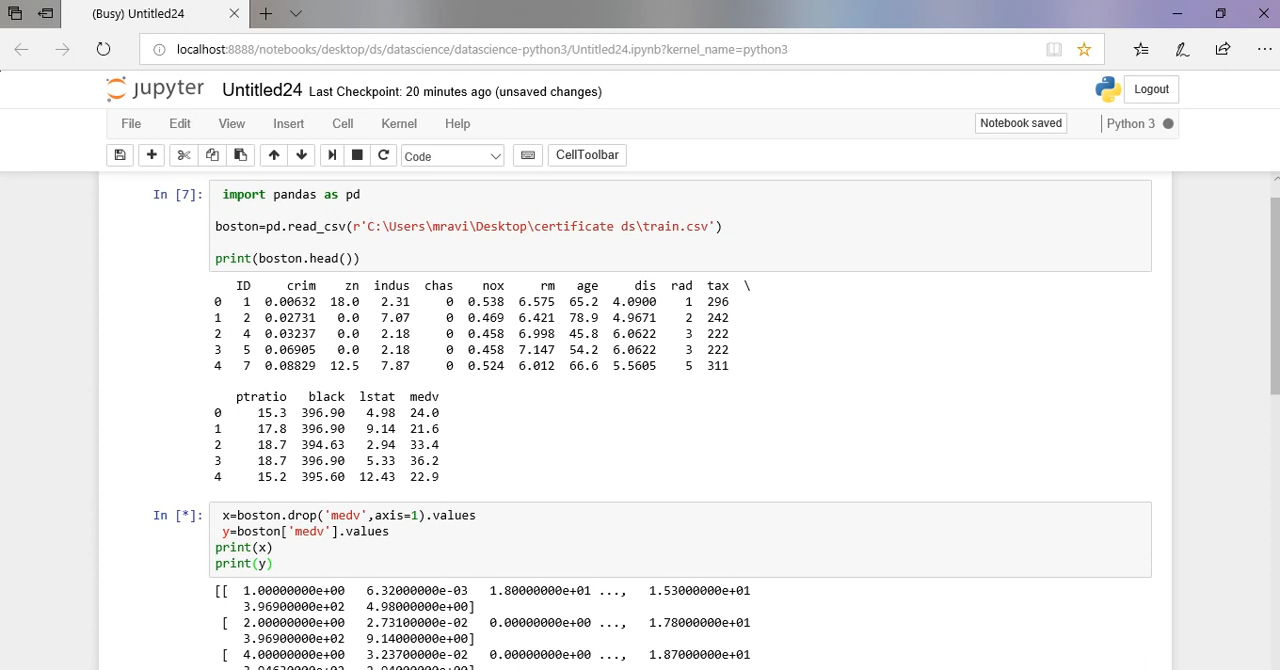 (Busy) Untitled24
localhost:8888/notebooks/desktop/ds/datascience/datascience-python3/Untitled24.ipynb?kernel_name=python3
jupyter Untitled24 Last Checkpoint: 20 minutes ago (unsaved changes)
Logout
File Edit View Insert Cell Kernel Help
Notebook saved
Python 3
Code
CellToolbar
In [7]: import pandas as pd
boston=pd.read_csv(r'C:\Users\mravi\Desktop\certificate ds\train.csv')
print(boston.head())
ID crim zn indus chas nox rm age dis rad tax \
0 1 0.00632 18.0 2.31 0 0.538 6.575 65.2 4.0900 1 296
1 2 0.02731 0.0 7.07 0 0.469 6.421 78.9 4.9671 2 242
2 4 0.03237 0.0 2.18 0 0.458 6.998 45.8 6.0622 3 222
3 5 0.06905 0.0 2.18 0 0.458 7.147 54.2 6.0622 3 222
4 7 0.08829 12.5 7.87 0 0.524 6.012 66.6 5.5605 5 311
ptratio black lstat medv
0 15.3 396.90 4.98 24.0
1 17.8 396.90 9.14 21.6
2 18.7 394.63 2.94 33.4
3 18.7 396.90 5.33 36.2
4 15.2 395.60 12.43 22.9
In [*]: x=boston.drop('medv',axis=1).values
y=boston['medv'].values
print(x)
print(y)
[[ 1.00000000e+00 6.32000000e-03 1.80000000e+01 ..., 1.53000000e+01
3.96900000e+02 4.98000000e+00]
[ 2.00000000e+00 2.73100000e-02 0.00000000e+00 ..., 1.78000000e+01
3.96900000e+02 9.14000000e+00]
[ 4.00000000e+00 3.23700000e-02 0.00000000e+00 ..., 1.87000000e+01